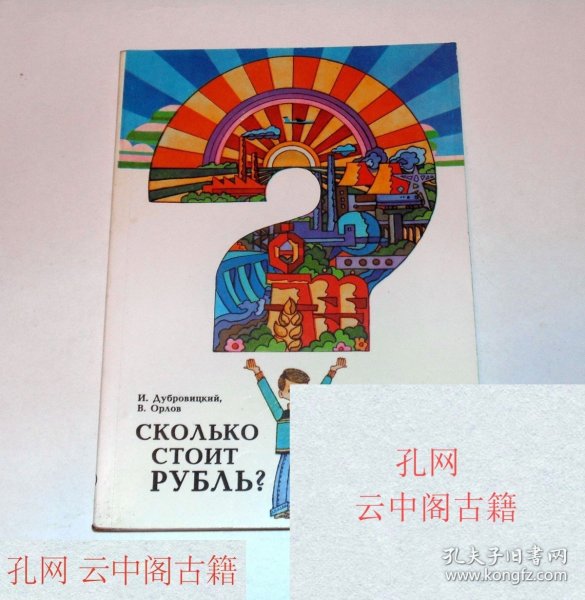 И. Дубровицкий,
В. Орлов
СКОЛЬКО
СТОИТ
РУБЛЬ?
孔网
云中阁古籍
孔网 云中阁古籍
孔夫子旧书网
www.kongfz.com